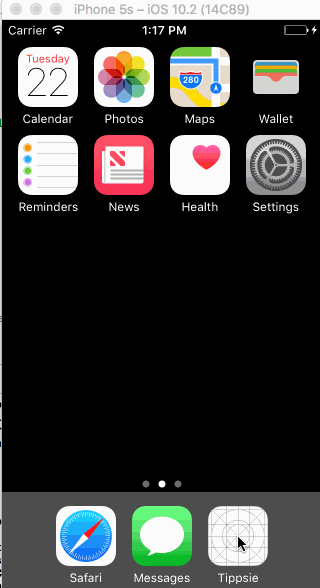 iPhone 5s – iOS 10.2 (14C89)
Carrier 1:17 PM
Tuesday
22
280
Calendar Photos Maps Wallet
Reminders News Health Settings
Safari Messages Tippsie